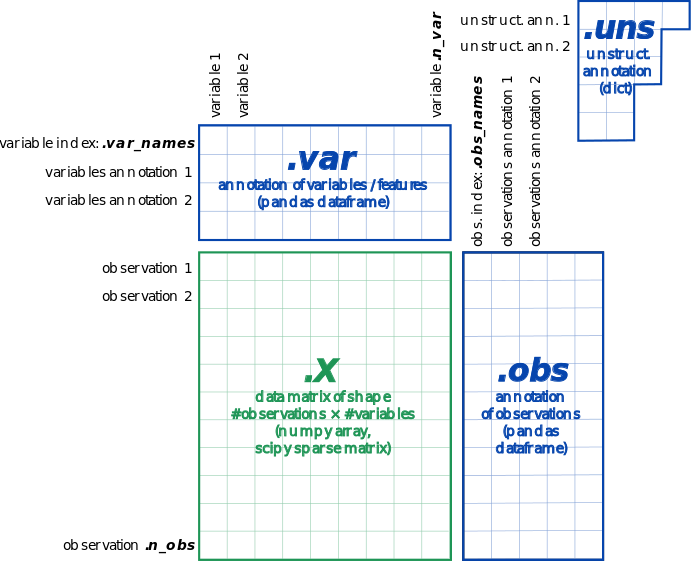 variable 1
variable 2
variable .n_var
unstruct. ann. 1
unstruct. ann. 2
.uns
unstruct.
annotation
(dict)
variable index: .var_names
variables annotation 1
variables annotation 2
.var
annotation of variables / features
(pandas dataframe)
obs. index: .obs_names
observations annotation 1
observations annotation 2
observation 1
observation 2
observation .n_obs
.X
data matrix of shape
#observations × #variables
(numpy array,
scipy sparse matrix)
.obs
annotation
of observations
(pandas
dataframe)